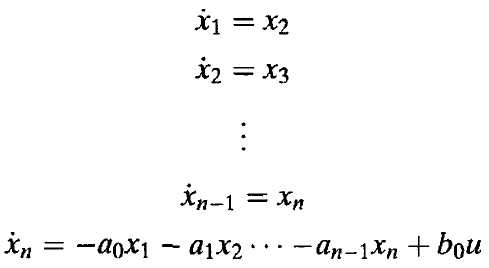 ẋ₁ = x₂
ẋ₂ = x₃
⋮
ẋₙ₋₁ = xₙ
ẋₙ = −a₀x₁ − a₁x₂ ⋯ −aₙ₋₁xₙ + b₀u